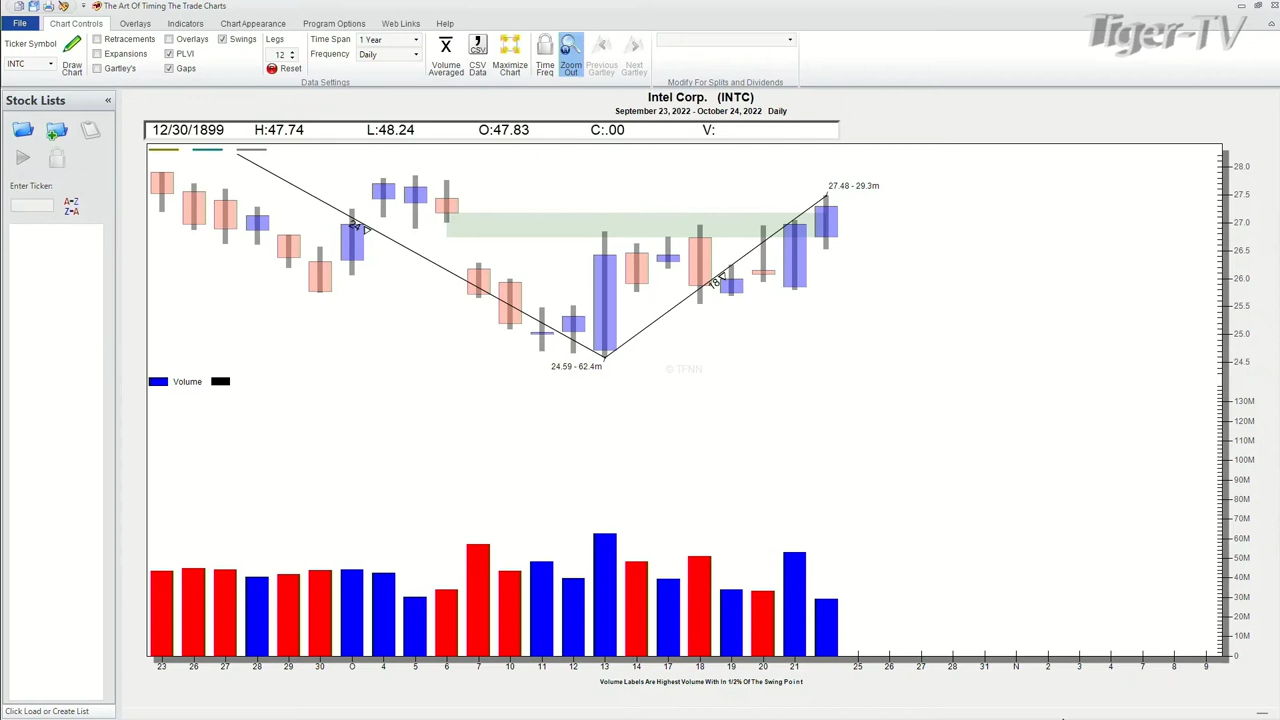 The Art Of Timing The Trade Charts
File Chart Controls Overlays Indicators Chart Appearance Program Options Web Links Help
Tiger-TV
Ticker Symbol
INTC
Draw
Chart
Retracements Overlays Swings
Expansions PLVI
Gartley's Gaps
Legs
12
Reset
Time Span 1 Year
Frequency Daily
Data Settings
Volume
Averaged
CSV
Data
Maximize
Chart
Time
Freq
Zoom
Out
Previous
Gartley
Next
Gartley
Modify For Splits and Dividends
Stock Lists «
Enter Ticker:
A-Z
Z-A
Click Load or Create List
Intel Corp. (INTC)
September 23, 2022 - October 24, 2022 Daily
12/30/1899 H:47.74 L:48.24 O:47.83 C:.00 V:
27.48 - 29.3m
24
18
24.59 - 62.4m
© TFNN
28.0
27.5
27.0
26.5
26.0
25.5
25.0
24.5
Volume
130M
120M
110M
100M
90M
80M
70M
60M
50M
40M
30M
20M
10M
0
23 26 27 28 29 30 O 4 5 6 7 10 11 12 13 14 17 18 19 20 21 25 26 27 28 31 N 2 3 4 7 8 9
Volume Labels Are Highest Volume With In 1/2% Of The Swing Point